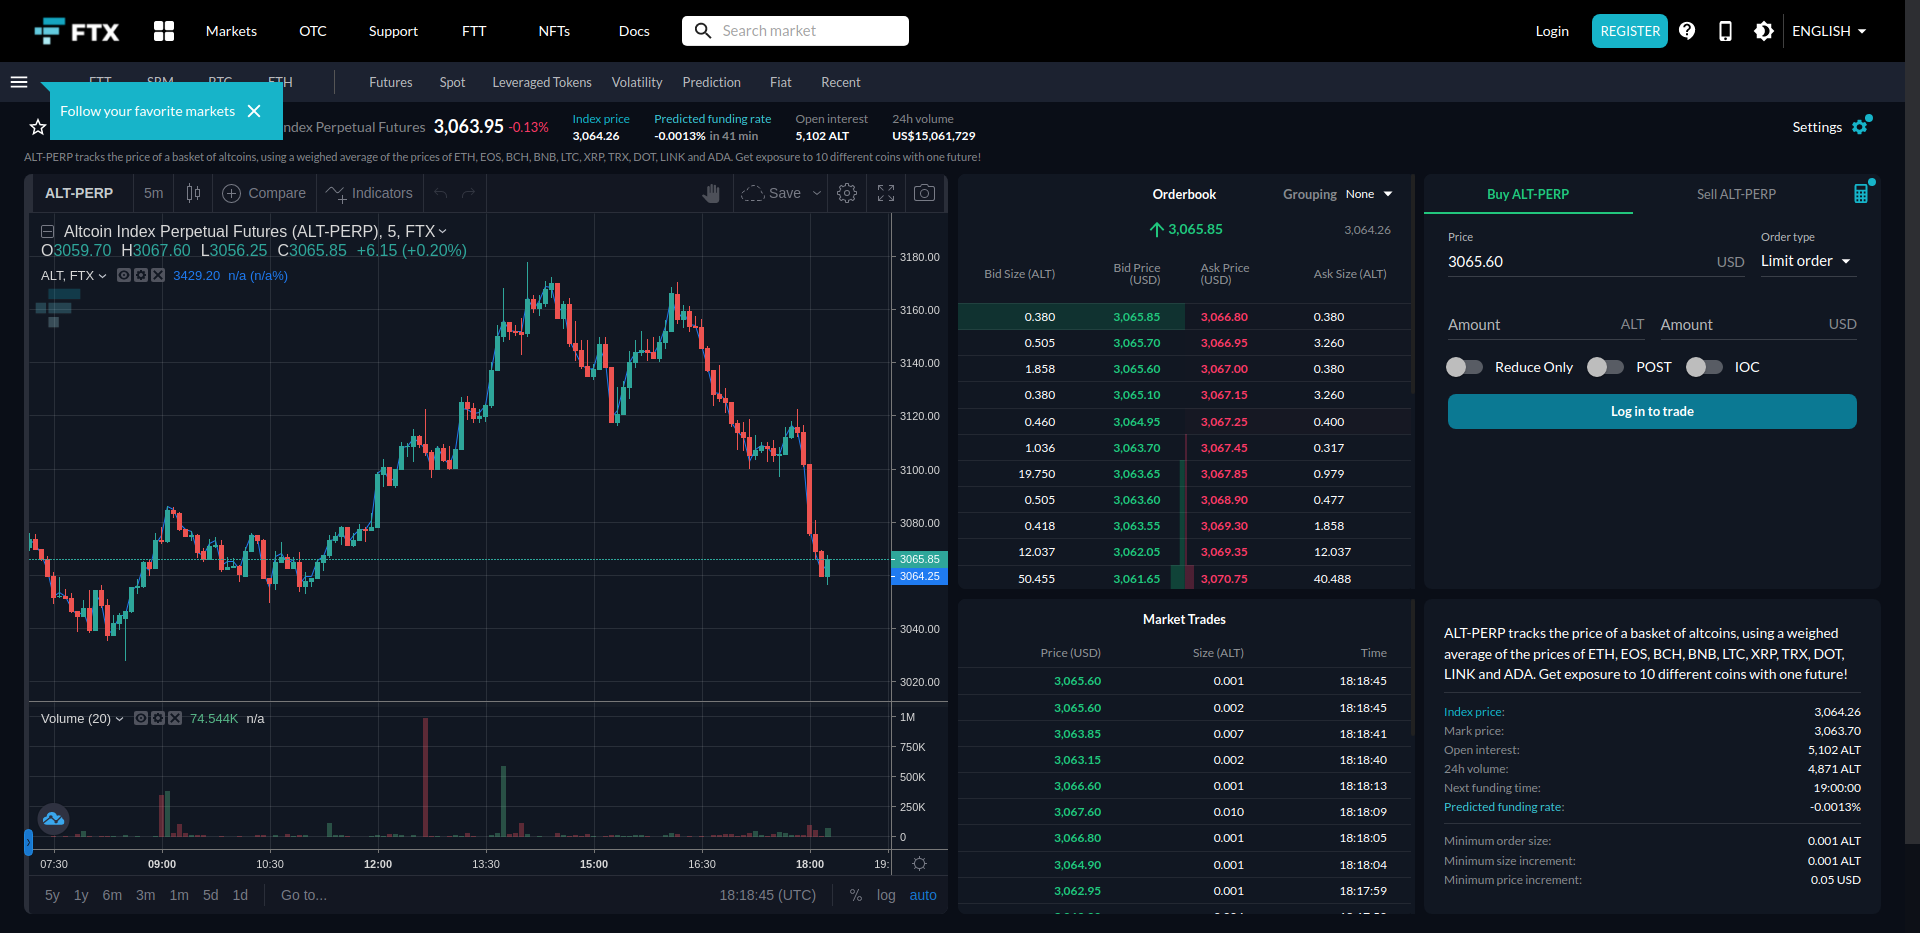 FTX
Markets
OTC
Support
FTT
NFTs
Docs
Search market
Login
REGISTER
ENGLISH
Futures
Spot
Leveraged Tokens
Volatility
Prediction
Fiat
Recent
Follow your favorite markets
Perpetual Futures
3,063.95
-0.13%
Index price
3,064.26
Predicted funding rate
-0.0013% in 41 min
Open interest
5,102 ALT
24h volume
US$15,061,729
Settings
ALT-PERP tracks the price of a basket of altcoins, using a weighed average of the prices of ETH, EOS, BCH, BNB, LTC, XRP, TRX, DOT, LINK and ADA. Get exposure to 10 different coins with one future!
ALT-PERP
5m
Compare
Indicators
Save
Altcoin Index Perpetual Futures (ALT-PERP), 5, FTX
O3059.70 H3067.60 L3056.25 C3065.85 +6.15 (+0.20%)
ALT, FTX
3429.20 n/a (n/a%)
3180.00
3160.00
3140.00
3120.00
3100.00
3080.00
3065.85
3064.25
3040.00
3020.00
Volume (20)
74.544K n/a
1M
750K
500K
250K
0
07:30
09:00
10:30
12:00
13:30
15:00
16:30
18:00
19:
5y
1y
6m
3m
1m
5d
1d
Go to...
18:18:45 (UTC)
%
log
auto
Orderbook
Grouping None
3,065.85
3,064.26
Bid Size (ALT)
Bid Price (USD)
Ask Price (USD)
Ask Size (ALT)
0.380 3,065.85 3,066.80 0.380
0.505 3,065.70 3,066.95 3.260
1.858 3,065.60 3,067.00 0.380
0.380 3,065.10 3,067.15 3.260
0.460 3,064.95 3,067.25 0.400
1.036 3,063.70 3,067.45 0.317
19.750 3,063.65 3,067.85 0.979
0.505 3,063.60 3,068.90 0.477
0.418 3,063.55 3,069.30 1.858
12.037 3,062.05 3,069.35 12.037
50.455 3,061.65 3,070.75 40.488
Market Trades
Price (USD) Size (ALT) Time
3,065.60 0.001 18:18:45
3,065.60 0.002 18:18:45
3,063.85 0.007 18:18:41
3,063.15 0.002 18:18:40
3,066.60 0.001 18:18:13
3,067.60 0.010 18:18:09
3,066.80 0.001 18:18:05
3,064.90 0.001 18:18:04
3,062.95 0.001 18:17:59
Buy ALT-PERP
Sell ALT-PERP
Price
3065.60 USD
Order type
Limit order
Amount ALT
Amount USD
Reduce Only
POST
IOC
Log in to trade
ALT-PERP tracks the price of a basket of altcoins, using a weighed
average of the prices of ETH, EOS, BCH, BNB, LTC, XRP, TRX, DOT,
LINK and ADA. Get exposure to 10 different coins with one future!
Index price: 3,064.26
Mark price: 3,063.70
Open interest: 5,102 ALT
24h volume: 4,871 ALT
Next funding time: 19:00:00
Predicted funding rate: -0.0013%
Minimum order size: 0.001 ALT
Minimum size increment: 0.001 ALT
Minimum price increment: 0.05 USD